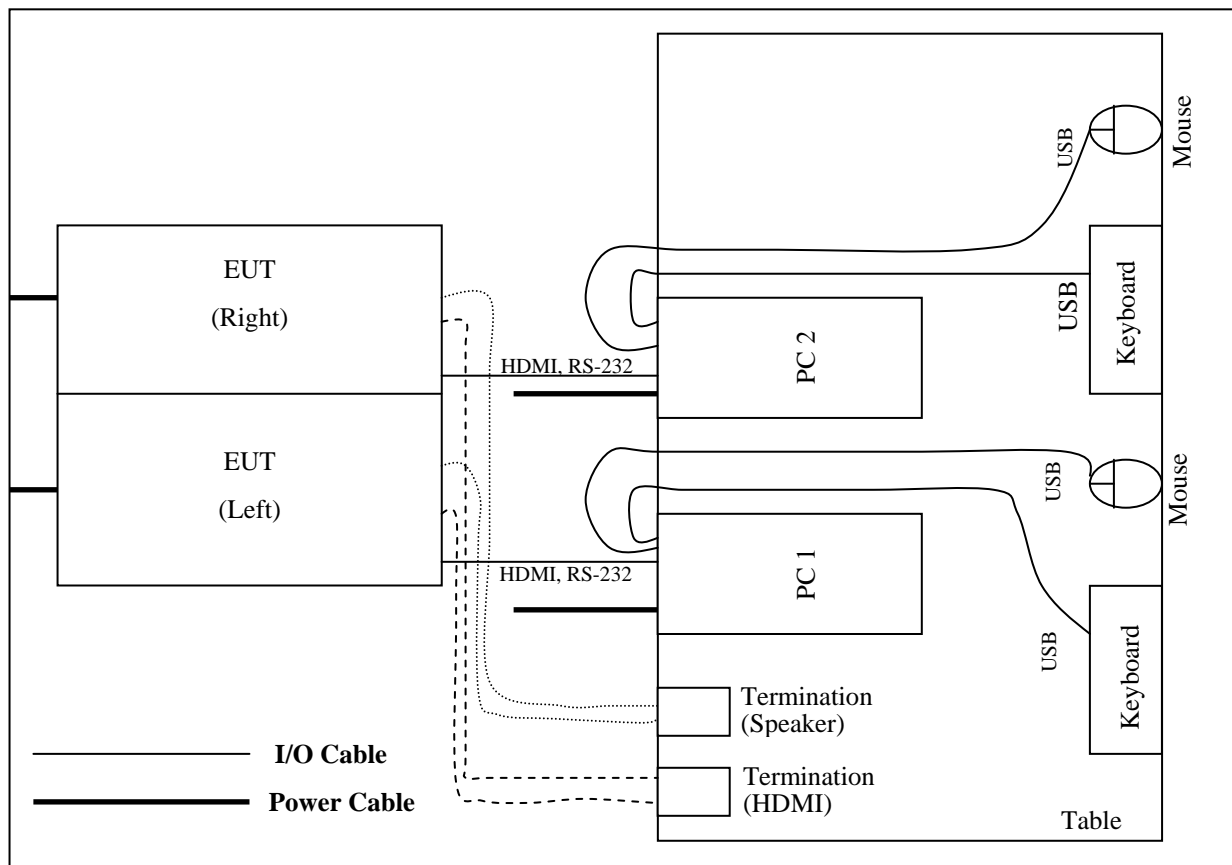 USB
Mouse
EUT
(Right)
USB
Keyboard
PC 2
HDMI, RS-232
EUT
(Left)
USB
Mouse
PC 1
HDMI, RS-232
USB
Keyboard
Termination
(Speaker)
I/O Cable
Termination
(HDMI)
Power Cable
Table